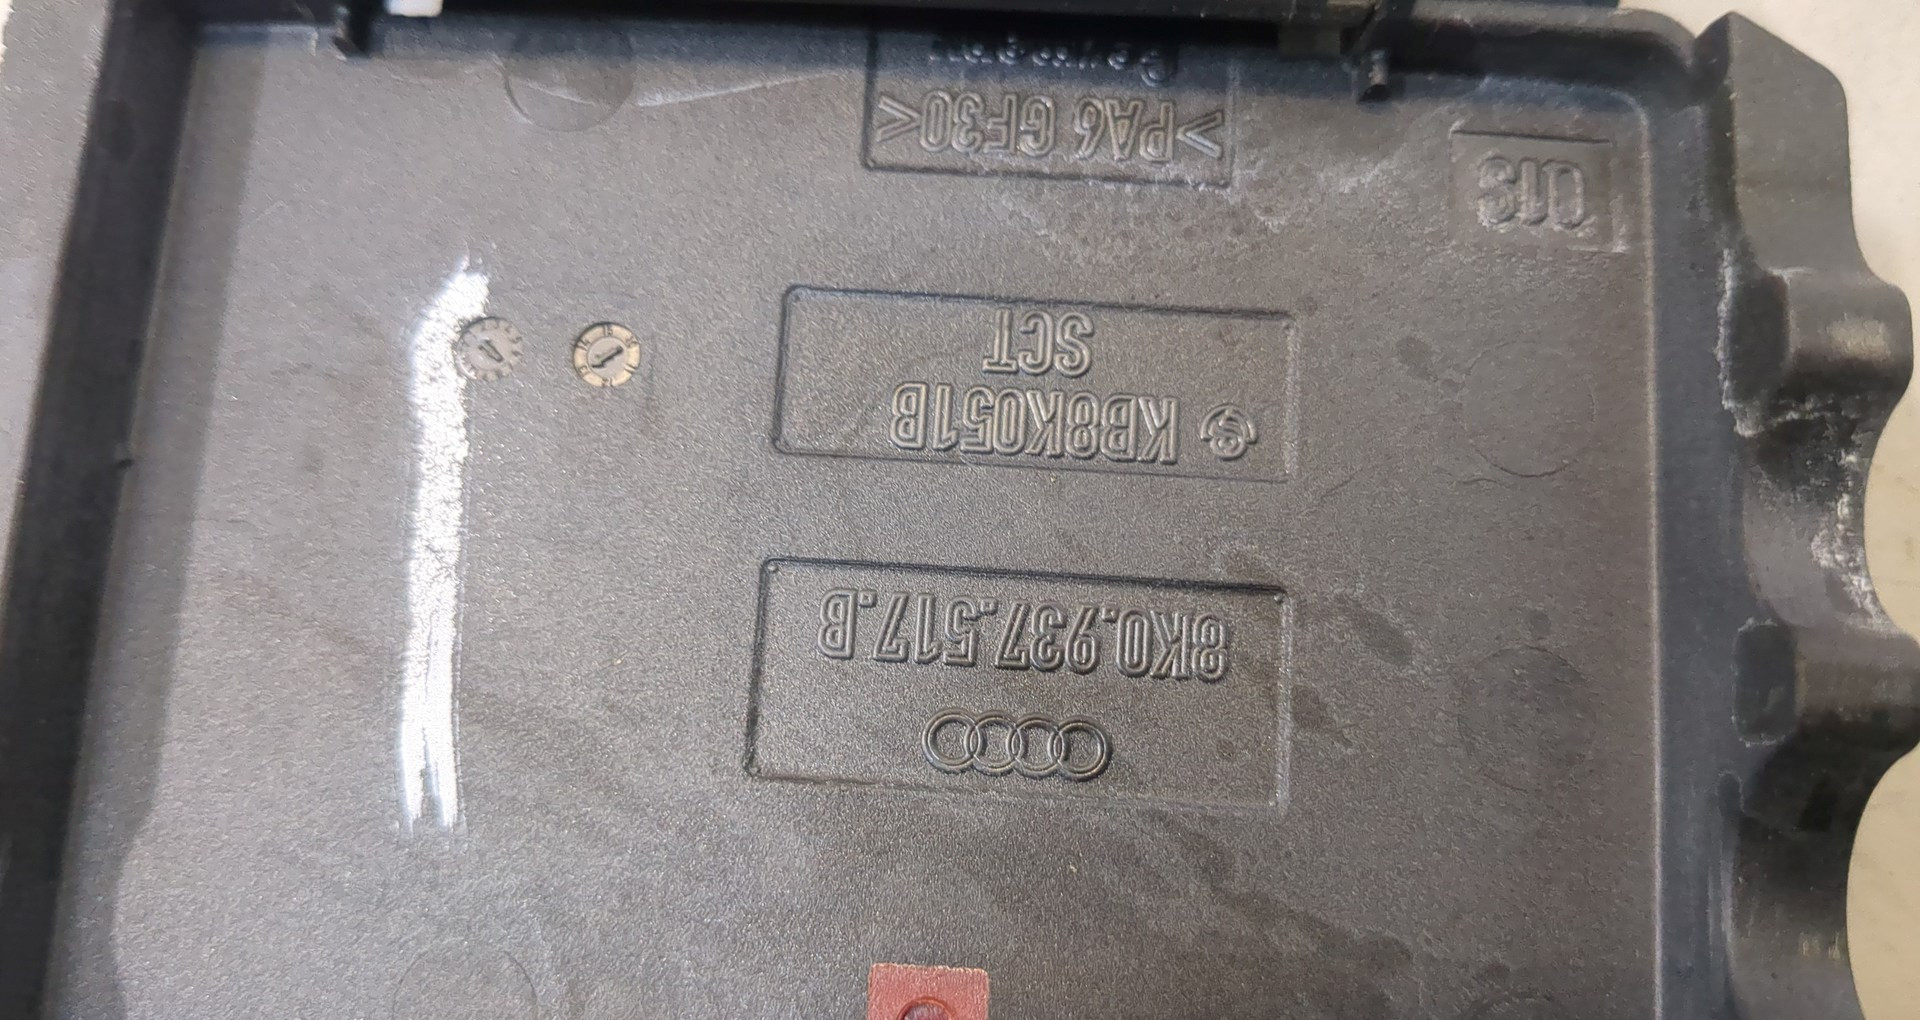 8K0.937.517.B
KB8K051B
SCT
>PA6 GF30<